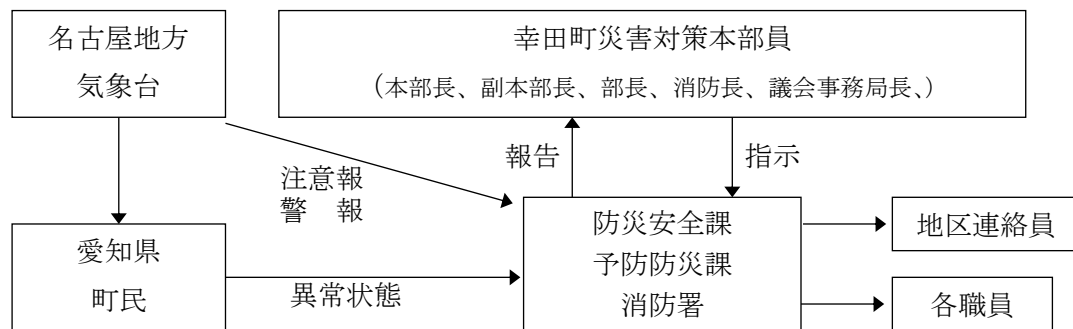 名古屋地方
気象台
幸田町災害対策本部員
（本部長、副本部長、部長、消防長、議会事務局長、）
報告
指示
注意報
警　報
愛知県
町民
異常状態
防災安全課
予防防災課
消防署
地区連絡員
各職員